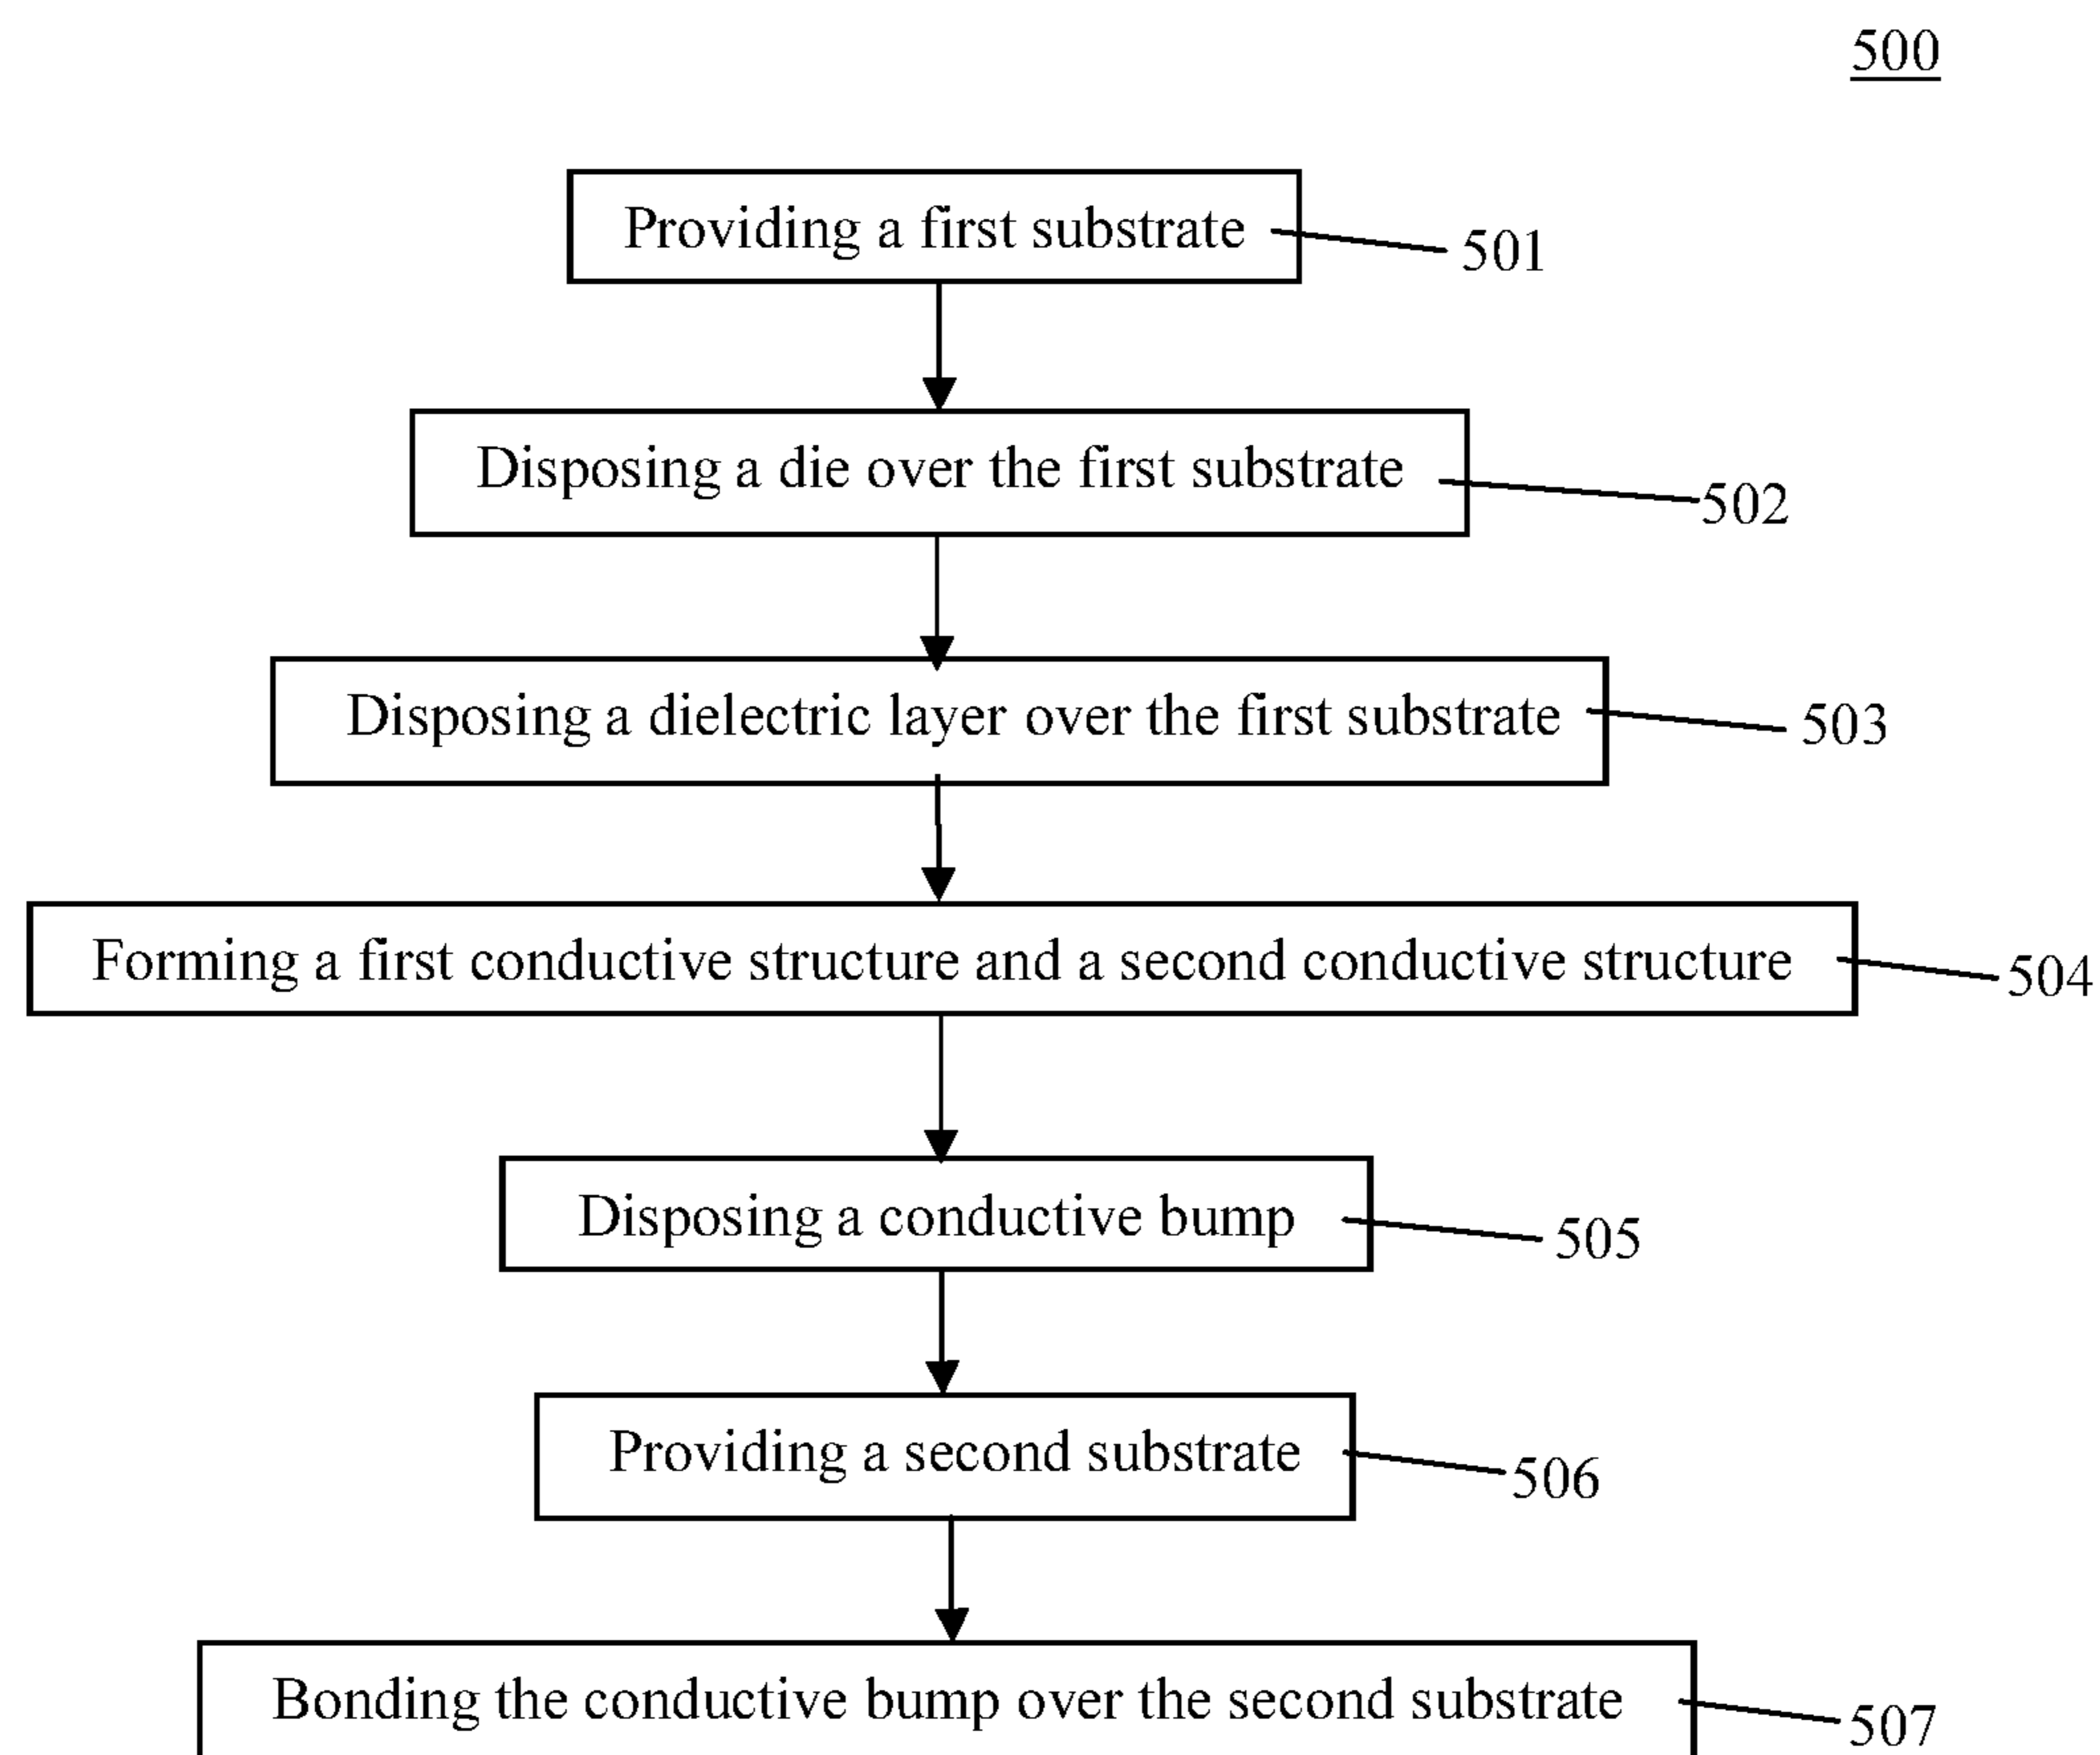 500
Providing a first substrate
501
Disposing a die over the first substrate
502
Disposing a dielectric layer over the first substrate
503
Forming a first conductive structure and a second conductive structure
504
Disposing a conductive bump
505
Providing a second substrate
506
Bonding the conductive bump over the second substrate
507